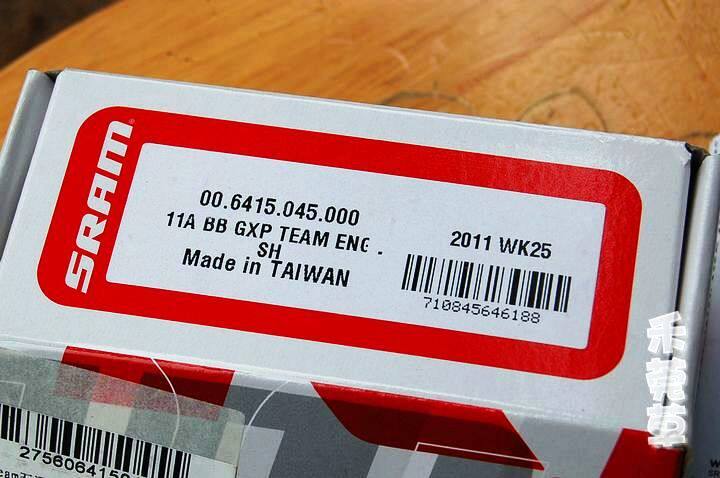 SRAM
00.6415.045.000
11A BB GXP TEAM ENG .
SH
Made in TAIWAN
2011 WK25
710845646188